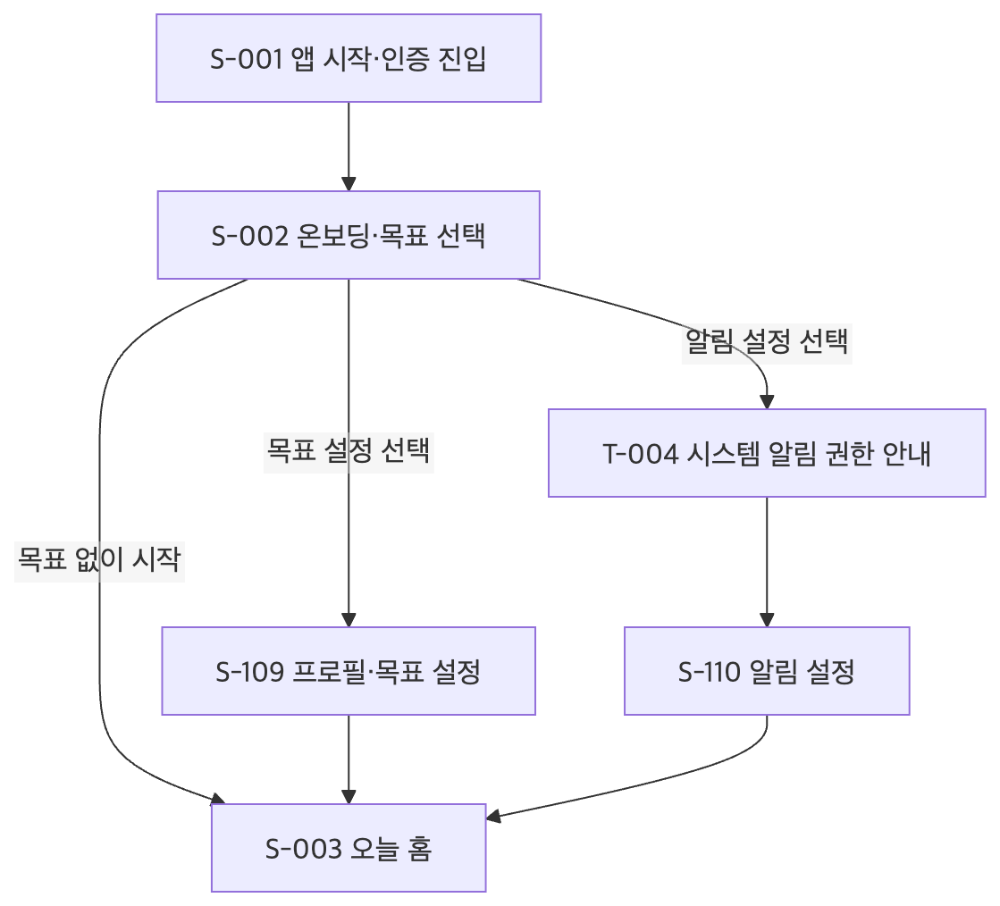 S-001 앱 시작·인증 진입
S-002 온보딩·목표 선택
알림 설정 선택
목표 설정 선택
T-004 시스템 알림 권한 안내
목표 없이 시작
S-109 프로필·목표 설정
S-110 알림 설정
S-003 오늘 홈